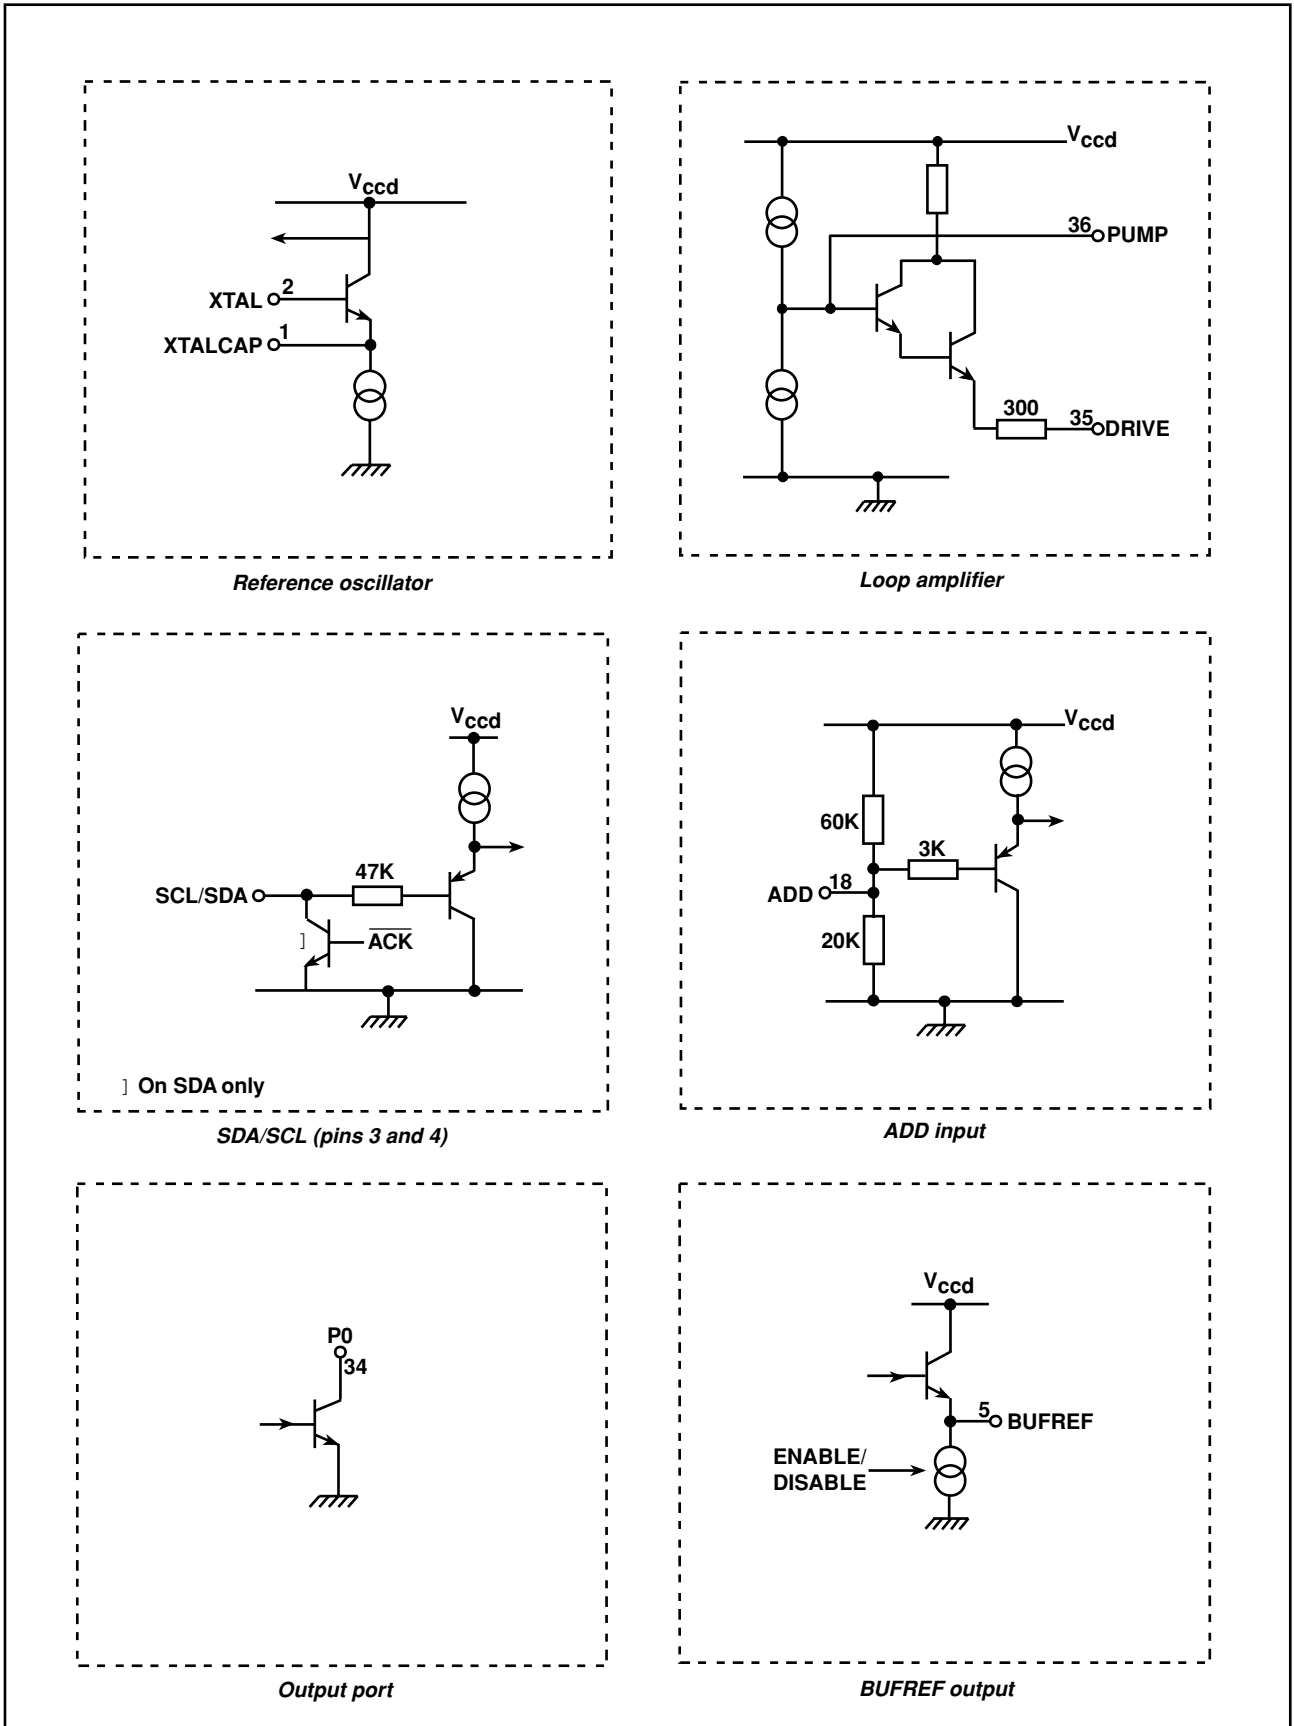 Vccd
XTAL 2
XTALCAP 1
Reference oscillator
Vccd
36 PUMP
300
35 DRIVE
Loop amplifier
Vccd
47K
SCL/SDA
] ACK
] On SDA only
SDA/SCL (pins 3 and 4)
Vccd
60K
3K
ADD 18
20K
ADD input
P0
34
Output port
Vccd
5 BUFREF
ENABLE/
DISABLE
BUFREF output